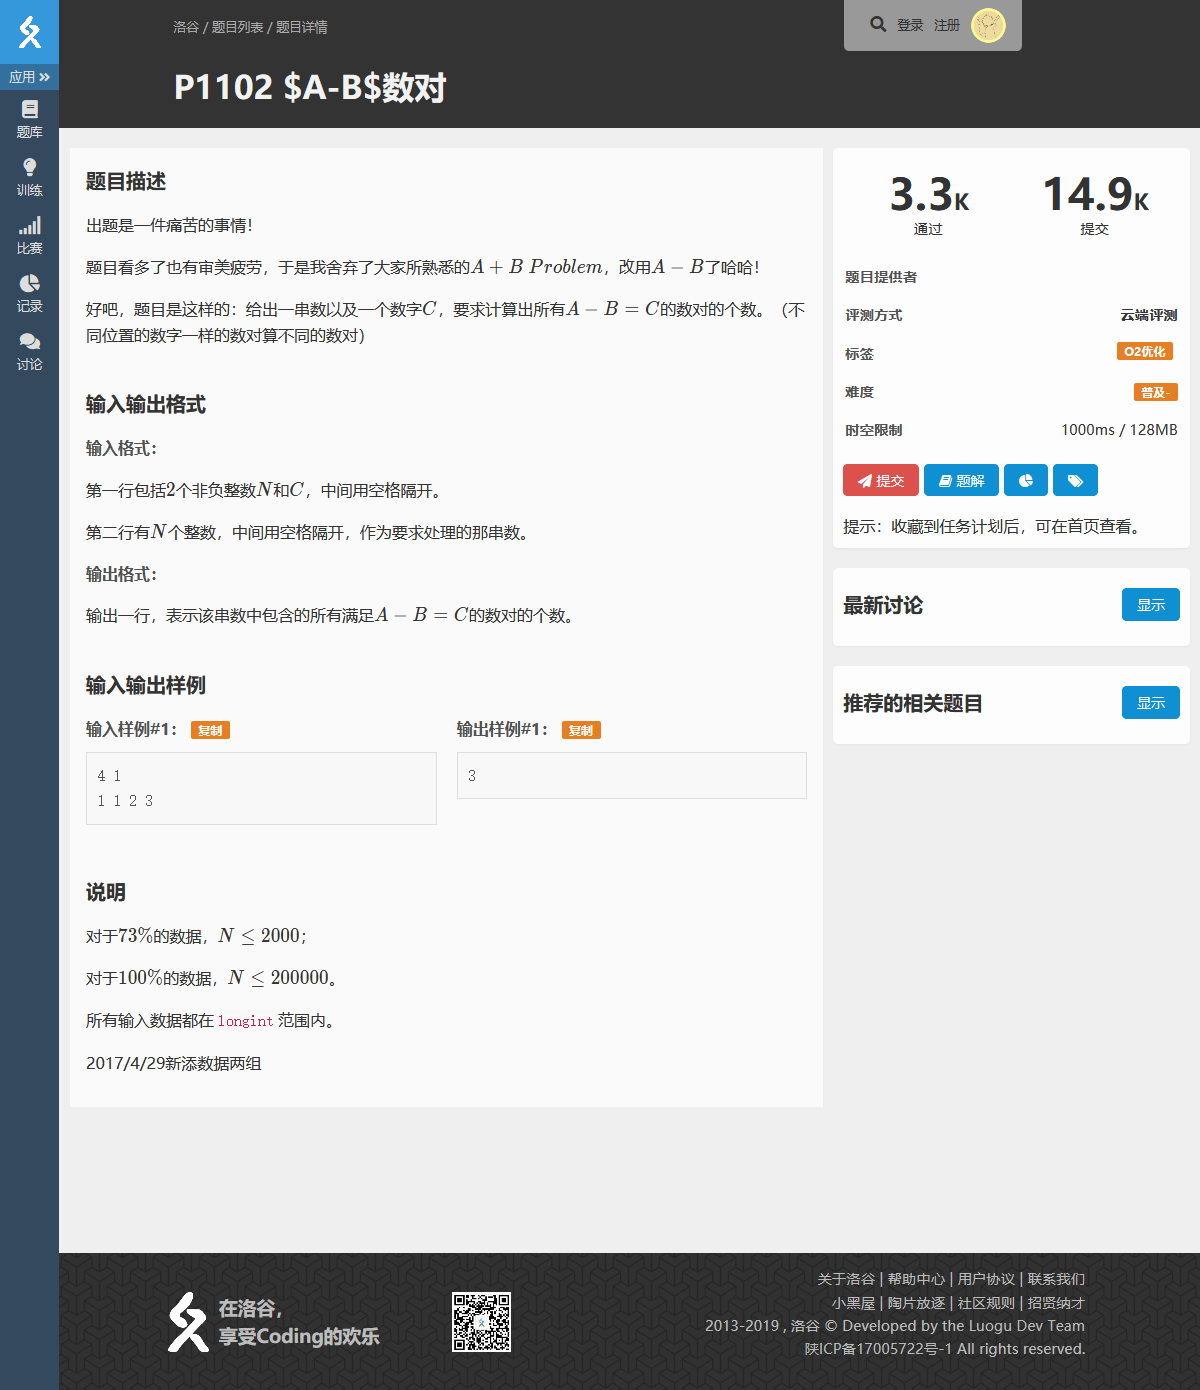 洛谷 / 题目列表 / 题目详情
登录 注册
应用
P1102 $A-B$数对
题库
训练
比赛
记录
讨论
题目描述
出题是一件痛苦的事情！
题目看多了也有审美疲劳，于是我舍弃了大家所熟悉的A + B Problem，改用A − B了哈哈！
好吧，题目是这样的：给出一串数以及一个数字C，要求计算出所有A − B = C的数对的个数。（不
同位置的数字一样的数对算不同的数对）
输入输出格式
输入格式：
第一行包括2个非负整数N和C，中间用空格隔开。
第二行有N个整数，中间用空格隔开，作为要求处理的那串数。
输出格式：
输出一行，表示该串数中包含的所有满足A − B = C的数对的个数。
输入输出样例
输入样例#1： 复制
4 1
1 1 2 3
输出样例#1： 复制
3
说明
对于73%的数据，N ≤ 2000；
对于100%的数据，N ≤ 200000。
所有输入数据都在 longint 范围内。
2017/4/29新添数据两组
3.3K
通过
14.9K
提交
题目提供者
评测方式 云端评测
标签 O2优化
难度 普及-
时空限制 1000ms / 128MB
提交 题解
提示：收藏到任务计划后，可在首页查看。
最新讨论 显示
推荐的相关题目 显示
在洛谷，
享受Coding的欢乐
关于洛谷 | 帮助中心 | 用户协议 | 联系我们
小黑屋 | 陶片放逐 | 社区规则 | 招贤纳才
2013-2019 , 洛谷 © Developed by the Luogu Dev Team
陕ICP备17005722号-1 All rights reserved.